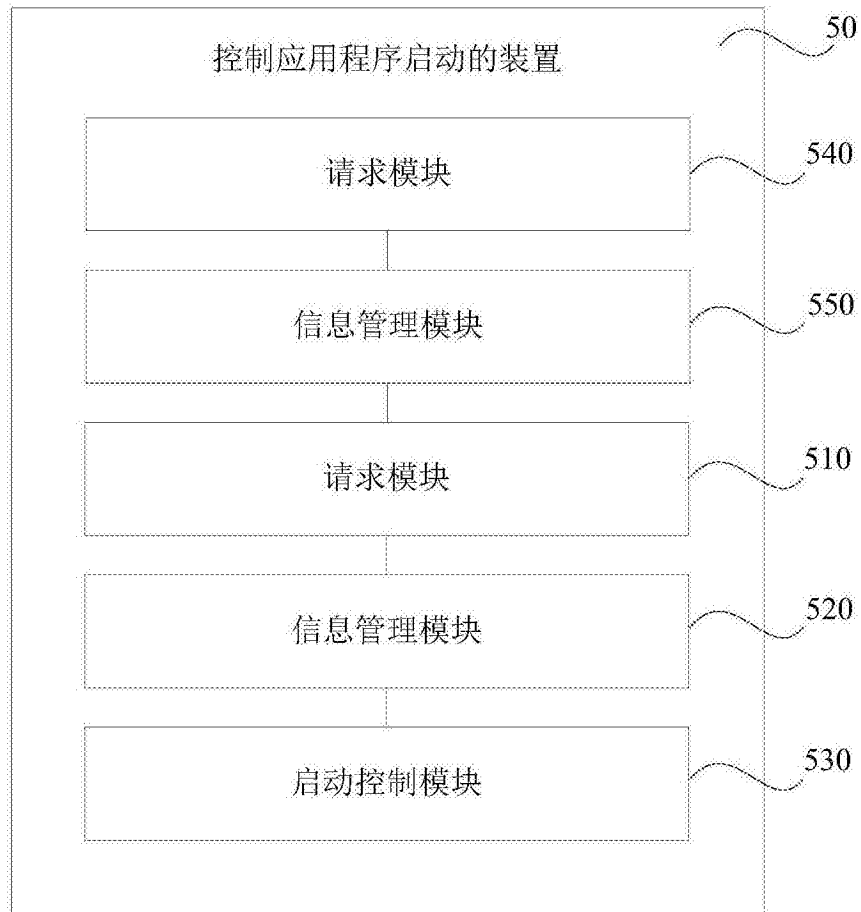 50
控制应用程序启动的装置
540
请求模块
550
信息管理模块
510
请求模块
520
信息管理模块
530
启动控制模块